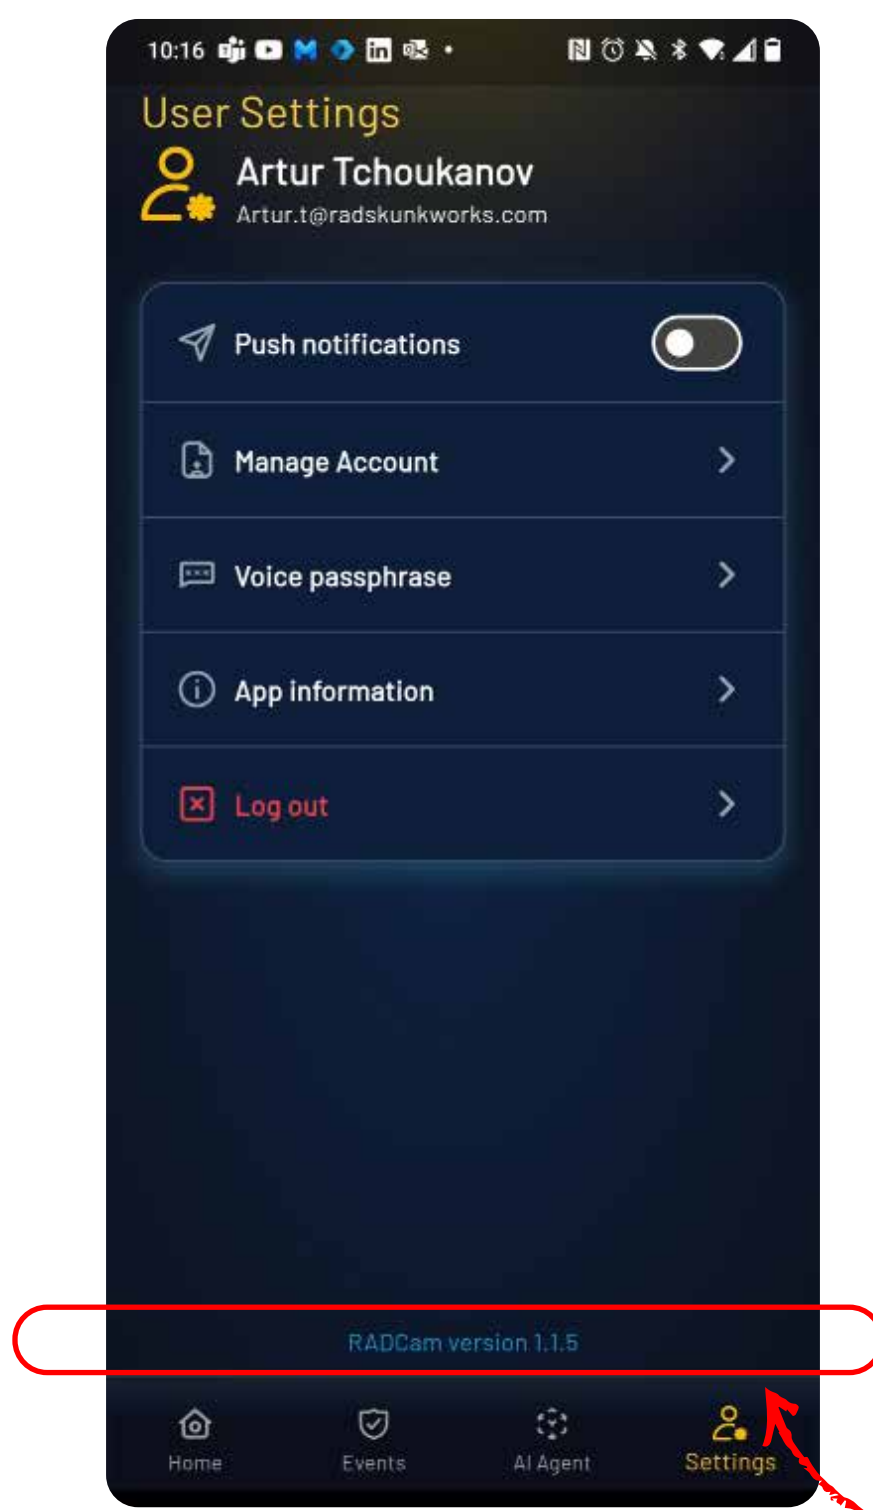 10:16
User Settings
Artur Tchoukanov
Artur.t@radskunkworks.com
Push notifications
Manage Account
Voice passphrase
App information
Log out
RADCam version 1.1.5
Home
Events
AI Agent
Settings